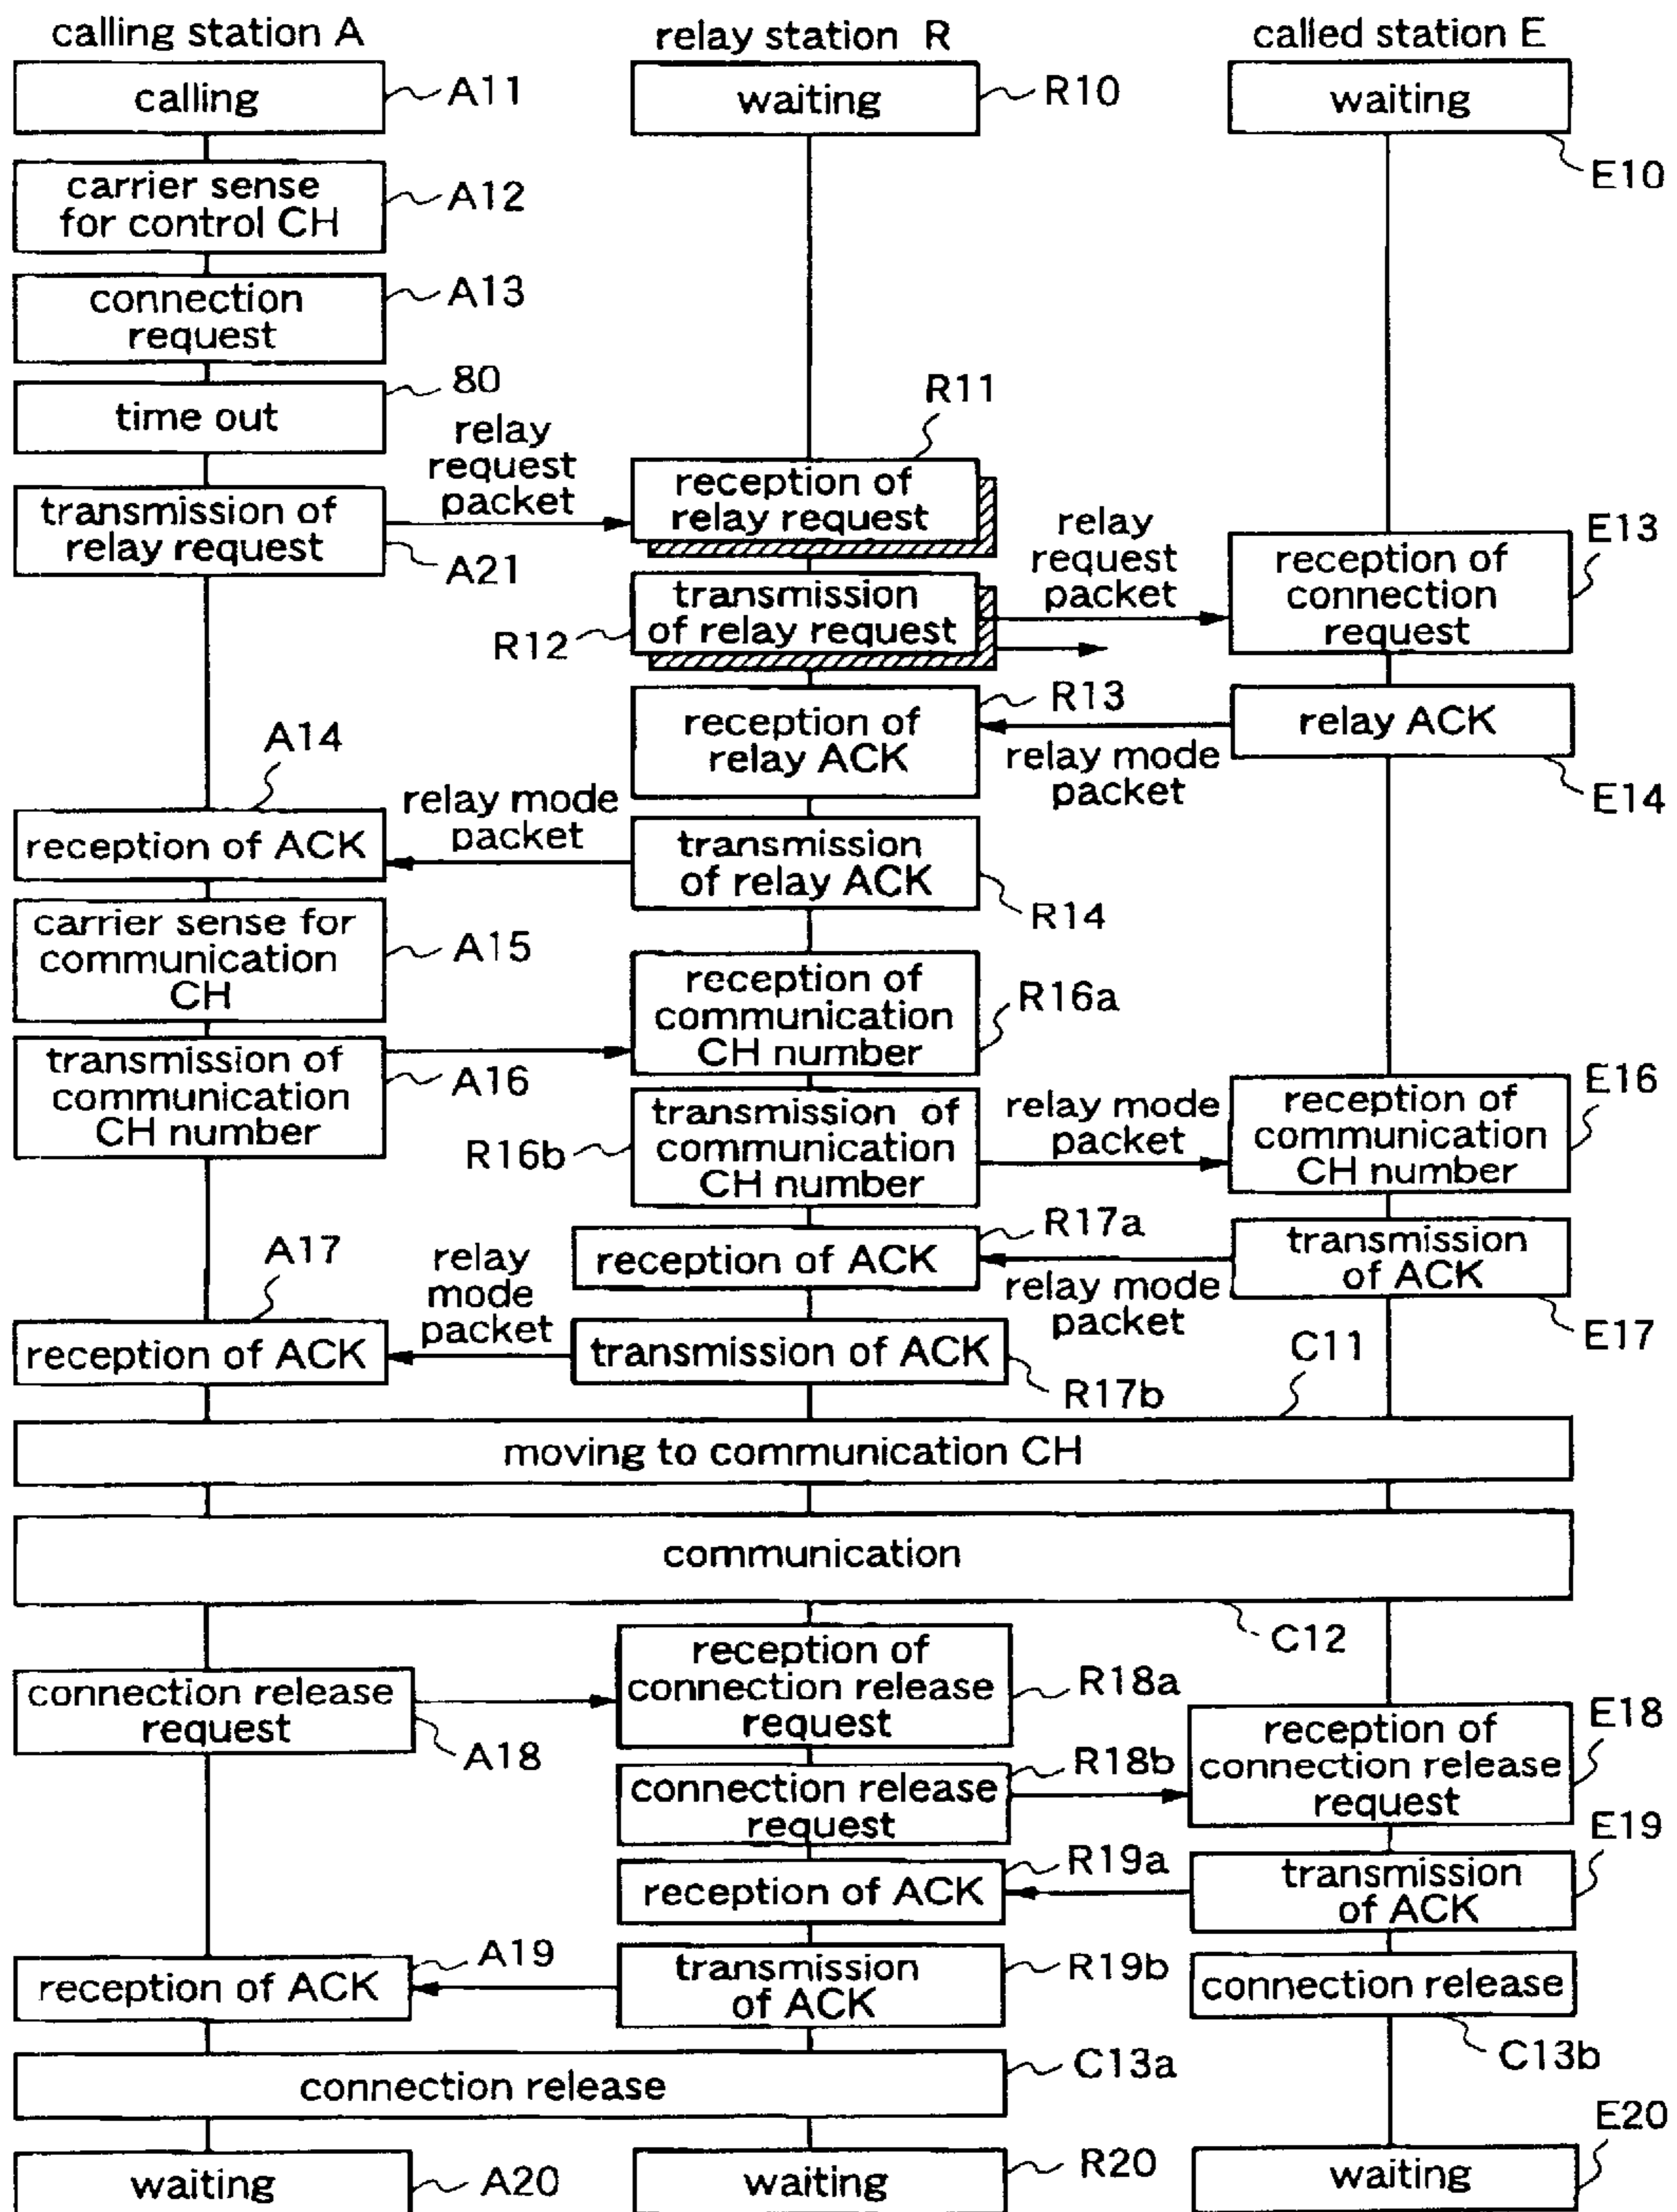 calling station A
relay station R
called station E
calling
A11
waiting
R10
waiting
E10
carrier sense
for control CH
A12
connection
request
A13
time out
80
relay
request
packet
R11
reception of
relay request
transmission of
relay request
A21
relay
request
packet
E13
reception of
connection
request
transmission
of relay request
R12
R13
reception of
relay ACK
relay ACK
relay mode
packet
E14
A14
relay mode
packet
reception of ACK
transmission
of relay ACK
R14
carrier sense for
communication
CH
A15
reception of
communication
CH number
R16a
transmission of
communication
CH number
A16
E16
transmission of
communication
CH number
R16b
relay mode
packet
reception of
communication
CH number
R17a
reception of ACK
transmission
of ACK
relay mode
packet
E17
A17
relay
mode
packet
reception of ACK
transmission of ACK
R17b
C11
moving to communication CH
communication
C12
reception of
connection release
request
R18a
connection release
request
A18
E18
reception of
connection release
request
R18b
connection release
request
E19
R19a
reception of ACK
transmission
of ACK
A19
reception of ACK
transmission
of ACK
R19b
connection release
C13b
C13a
connection release
E20
waiting
A20
waiting
R20
waiting